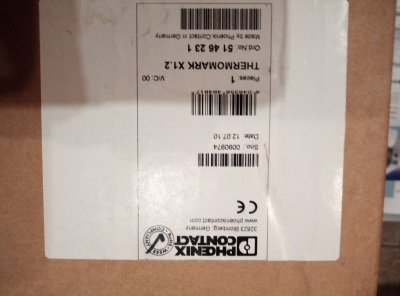 PHOENIX
CONTACT
32823 Blomberg, Germany
www.phoenixcontact.com
CE
Sno.: 0080974
Date: 12.07.10
Pieces: 1
V/C: 00
THERMOMARK X1.2
Ord.No: 51 46 23 1
Made by Phoenix Contact in Germany